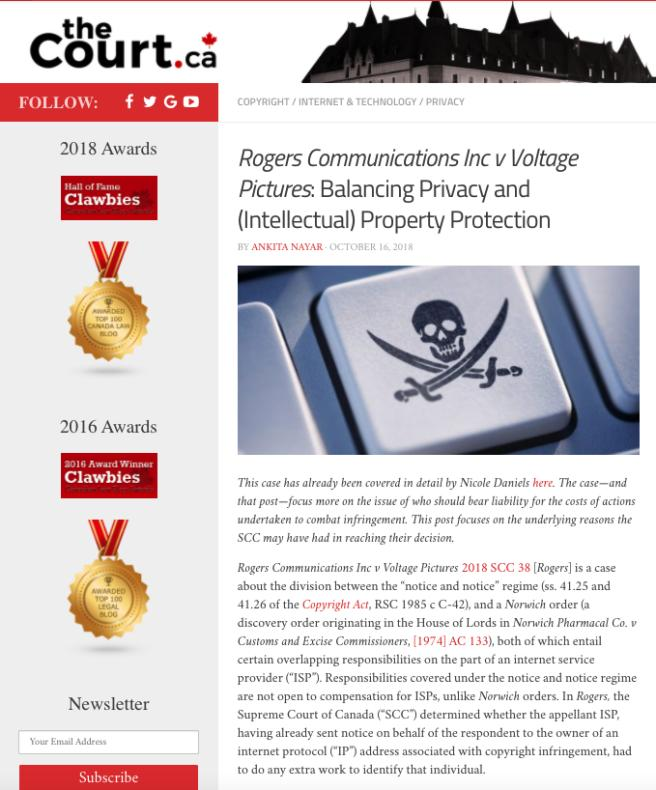 the
Court.ca
FOLLOW:
COPYRIGHT / INTERNET & TECHNOLOGY / PRIVACY
2018 Awards
Hall of Fame
Clawbies
AWARDED
TOP 100
CANADA LAW
BLOG
2016 Awards
2016 Award Winner
Clawbies
AWARDED
TOP 100
LEGAL
BLOG
Newsletter
Your Email Address
Subscribe
Rogers Communications Inc v Voltage
Pictures: Balancing Privacy and
(Intellectual) Property Protection
BY ANKITA NAYAR · OCTOBER 16, 2018
This case has already been covered in detail by Nicole Daniels here. The case—and
that post—focus more on the issue of who should bear liability for the costs of actions
undertaken to combat infringement. This post focuses on the underlying reasons the
SCC may have had in reaching their decision.
Rogers Communications Inc v Voltage Pictures 2018 SCC 38 [Rogers] is a case
about the division between the “notice and notice” regime (ss. 41.25 and
41.26 of the Copyright Act, RSC 1985 c C-42), and a Norwich order (a
discovery order originating in the House of Lords in Norwich Pharmacal Co. v
Customs and Excise Commissioners, [1974] AC 133), both of which entail
certain overlapping responsibilities on the part of an internet service
provider (“ISP”). Responsibilities covered under the notice and notice regime
are not open to compensation for ISPs, unlike Norwich orders. In Rogers, the
Supreme Court of Canada (“SCC”) determined whether the appellant ISP,
having already sent notice on behalf of the respondent to the owner of an
internet protocol (“IP”) address associated with copyright infringement, had
to do any extra work to identify that individual.